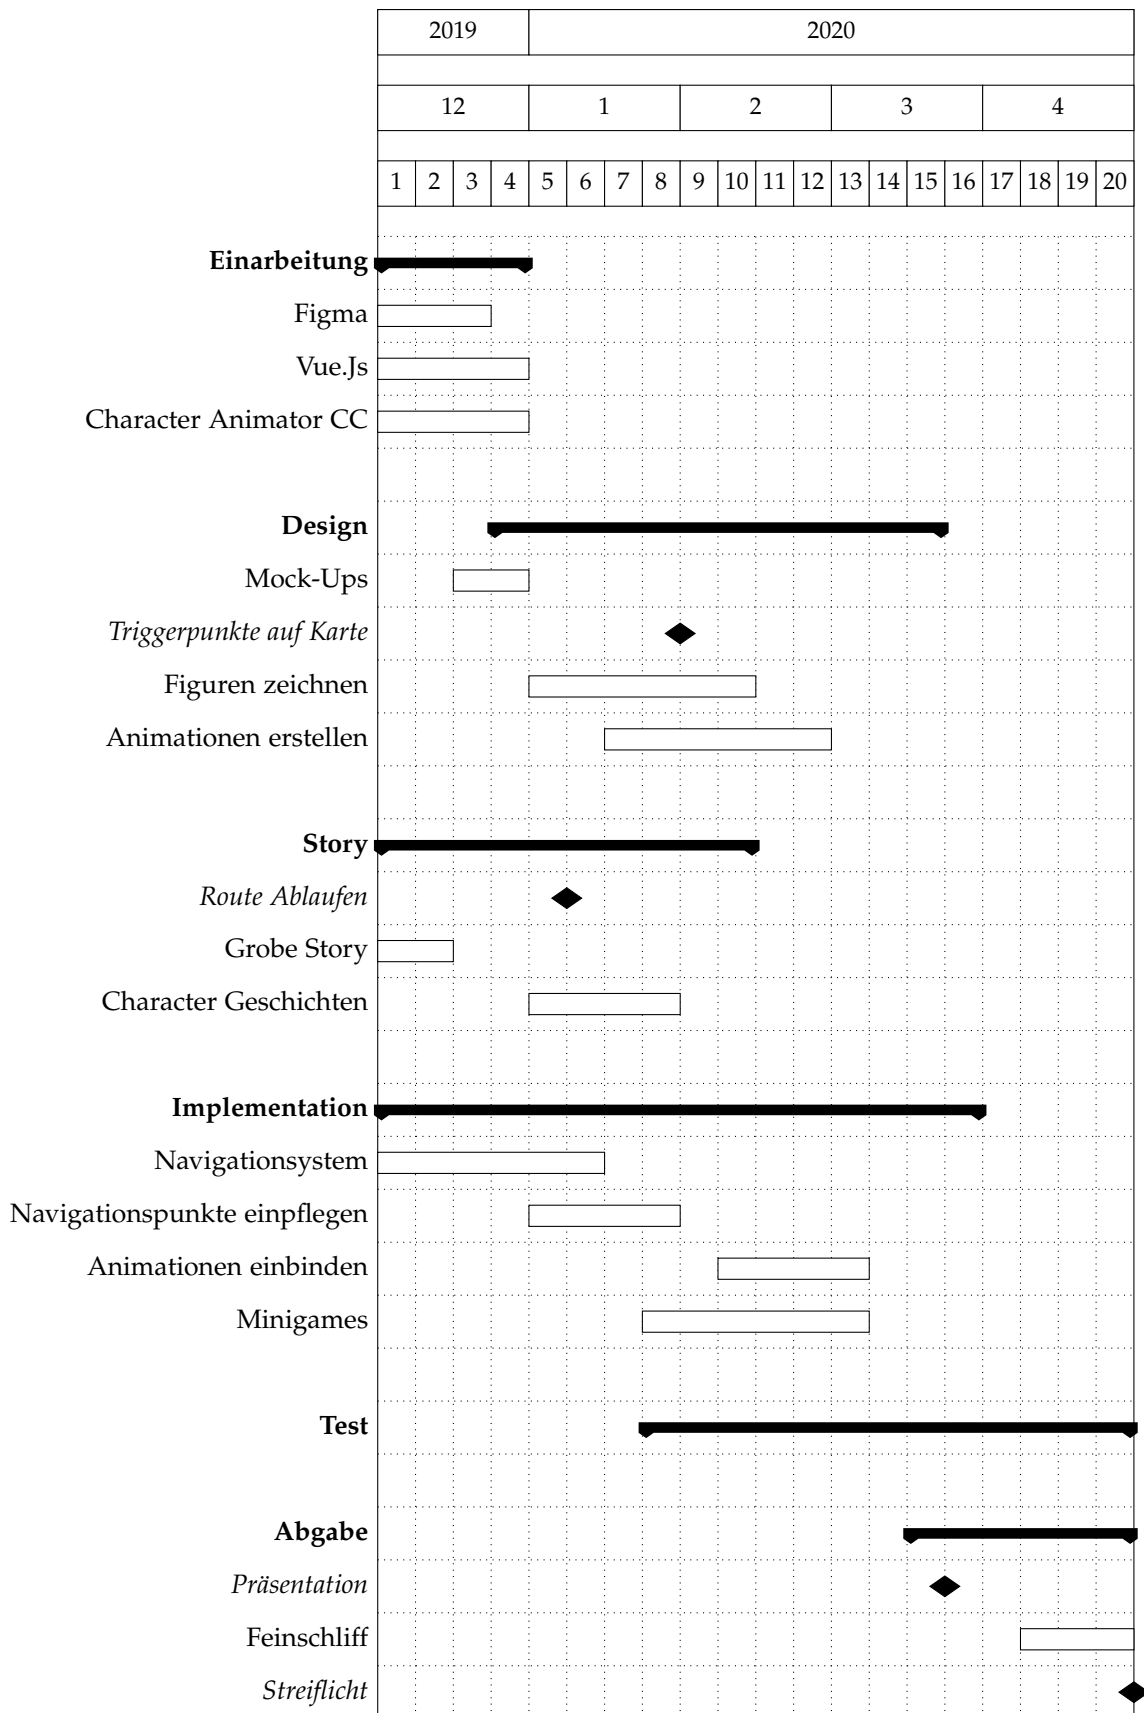 2019 2020
12 1 2 3 4
1 2 3 4 5 6 7 8 9 10 11 12 13 14 15 16 17 18 19 20
Einarbeitung
Figma
Vue.Js
Character Animator CC
Design
Mock-Ups
Triggerpunkte auf Karte
Figuren zeichnen
Animationen erstellen
Story
Route Ablaufen
Grobe Story
Character Geschichten
Implementation
Navigationsystem
Navigationspunkte einpflegen
Animationen einbinden
Minigames
Test
Abgabe
Präsentation
Feinschliff
Streiflicht